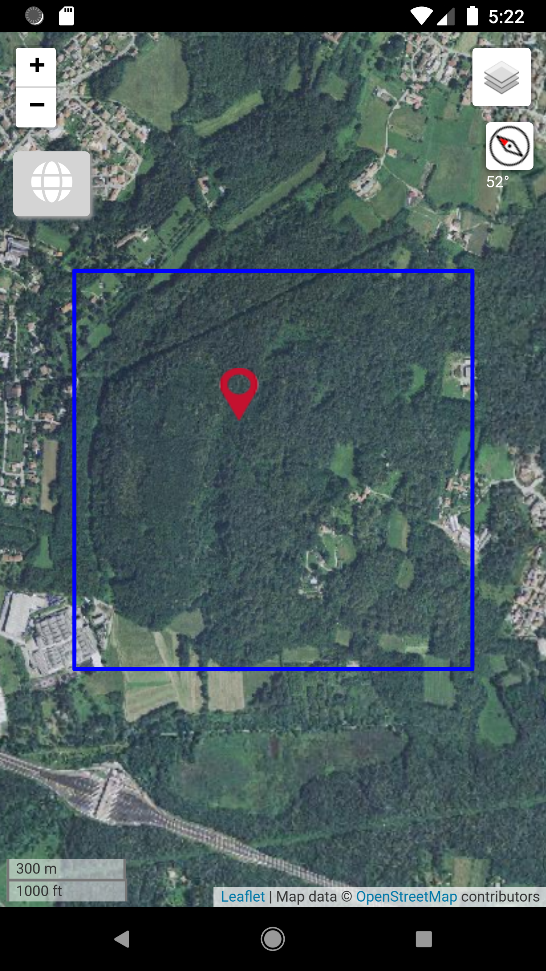 5:22
+
−
52°
300 m
1000 ft
Leaflet | Map data © OpenStreetMap contributors